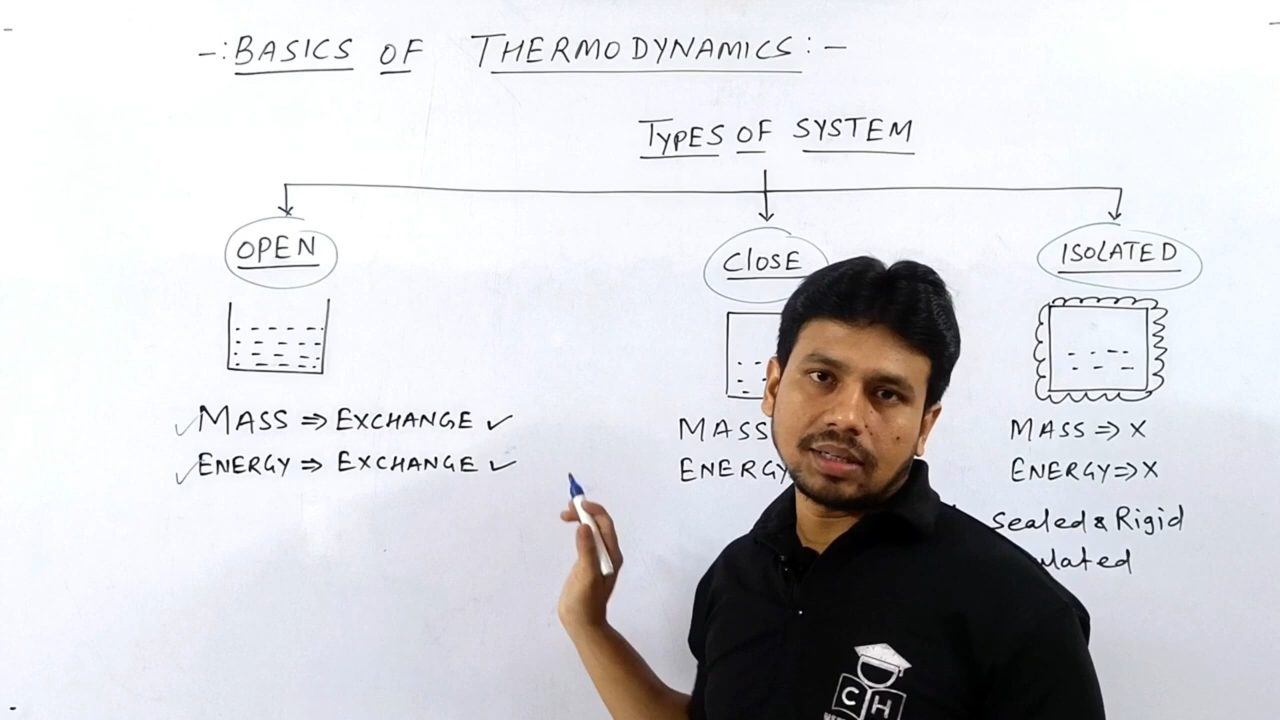 -: BASICS OF THERMODYNAMICS :-
TYPES OF SYSTEM
OPEN
MASS ⇒ EXCHANGE ✓
ENERGY ⇒ EXCHANGE ✓
CLOSE
MASS
ENERGY
ISOLATED
MASS ⇒ X
ENERGY ⇒ X
Sealed & Rigid
C H